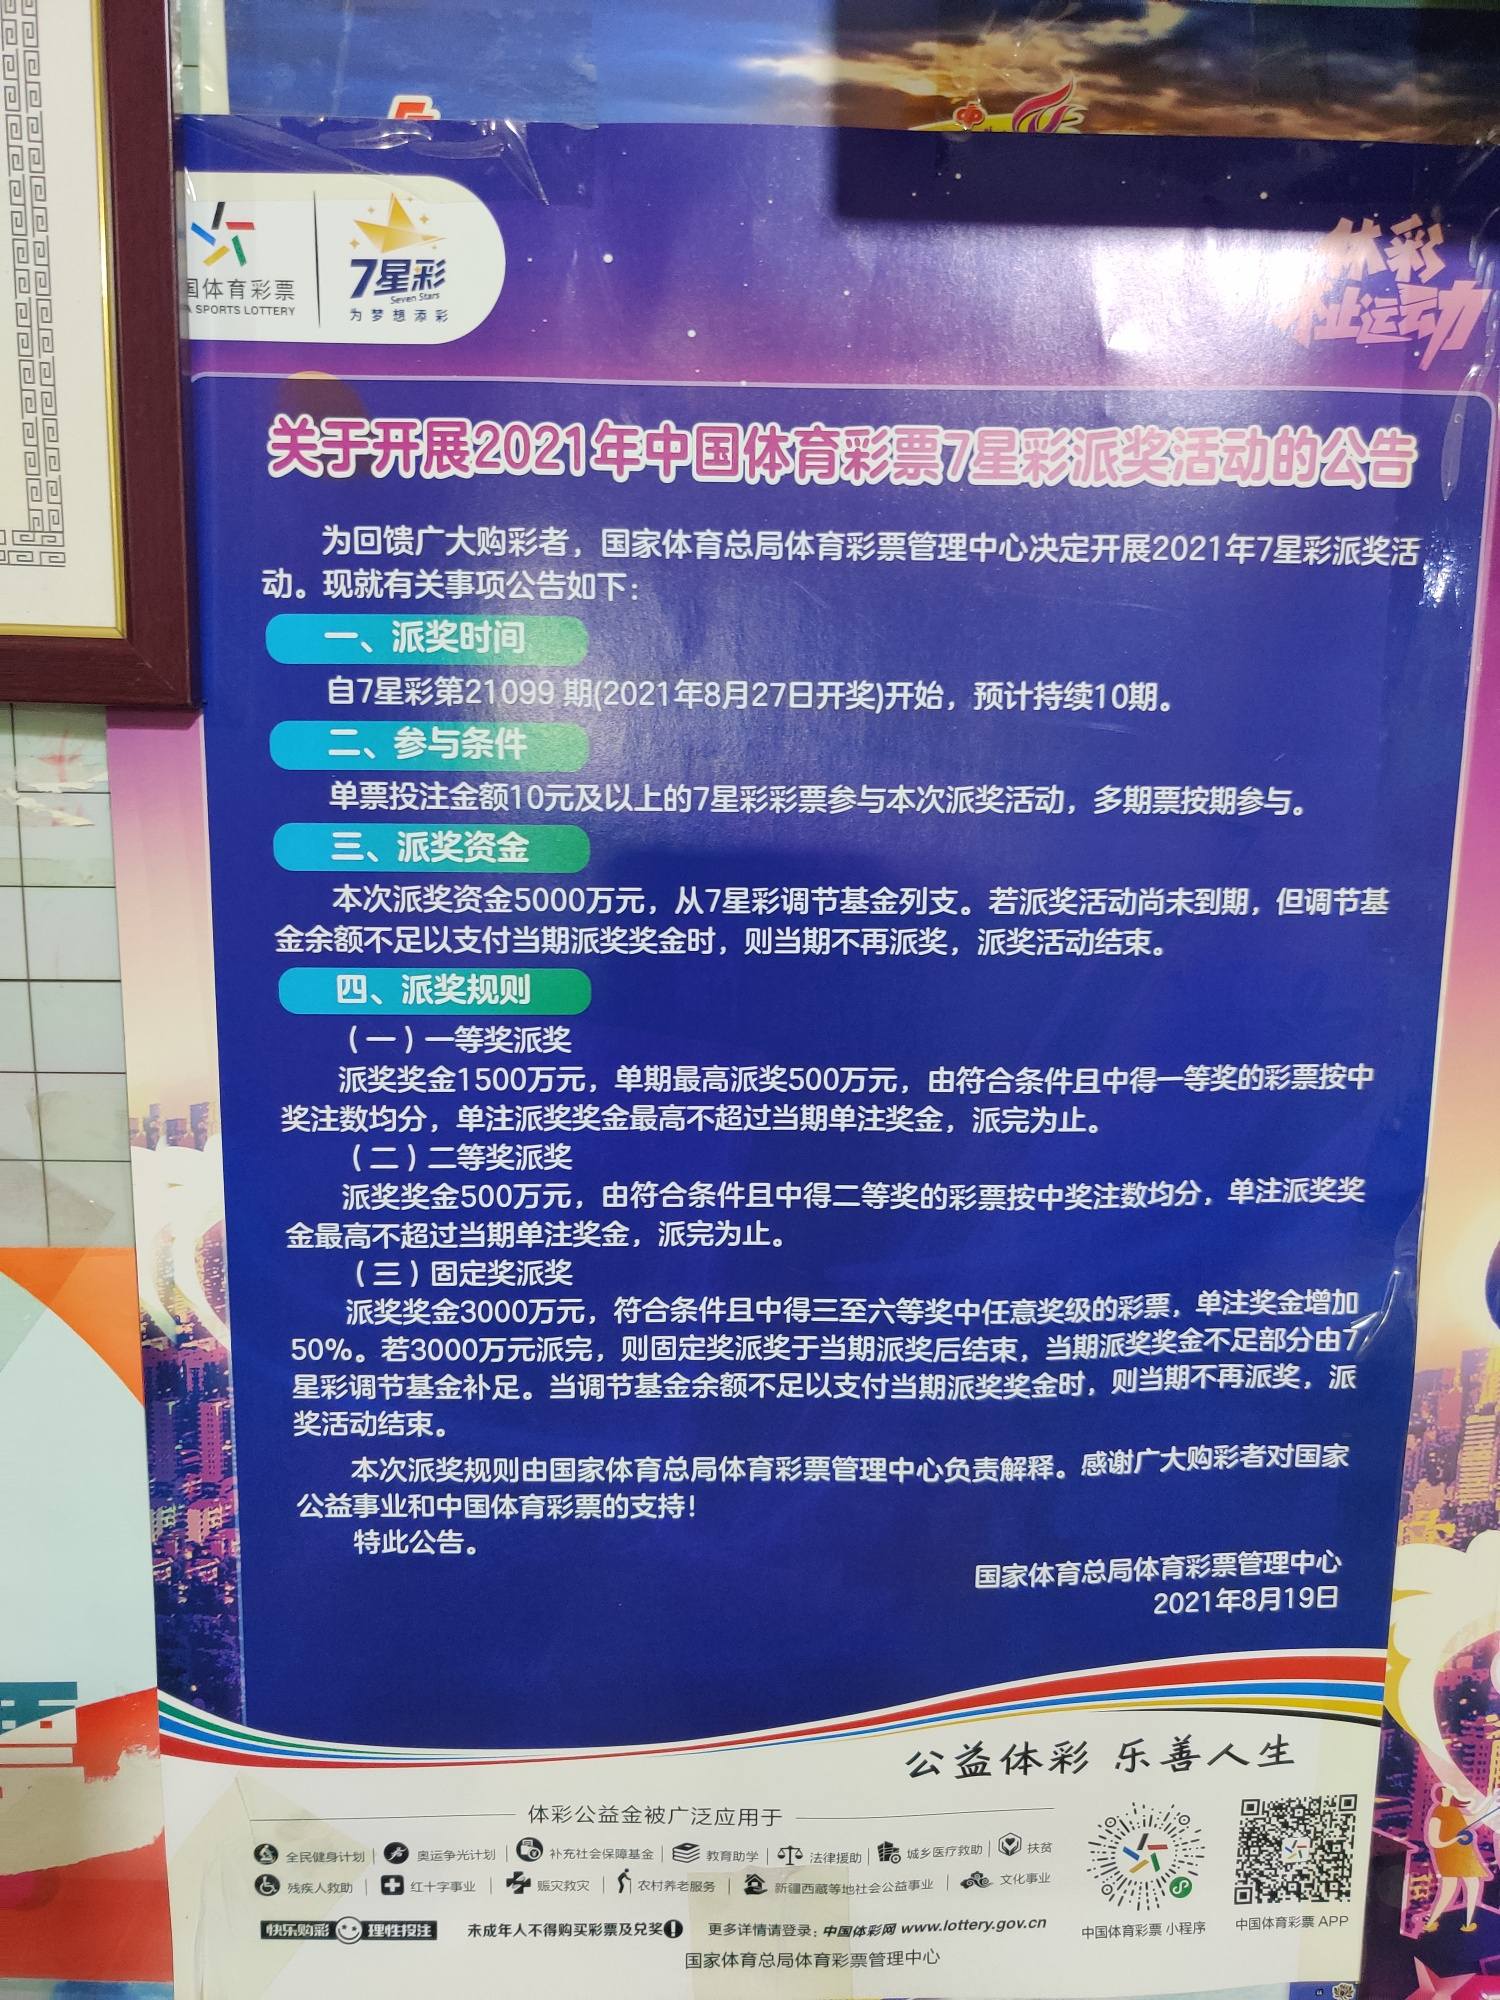 国体育彩票
SPORTS LOTTERY
7星彩
Seven Stars
为梦想添彩
体彩
业运动
关于开展2021年中国体育彩票7星彩派奖活动的公告
为回馈广大购彩者，国家体育总局体育彩票管理中心决定开展2021年7星彩派奖活
动。现就有关事项公告如下：
一、派奖时间
自7星彩第21099 期(2021年8月27日开奖)开始，预计持续10期。
二、参与条件
单票投注金额10元及以上的7星彩彩票参与本次派奖活动，多期票按期参与。
三、派奖资金
本次派奖资金5000万元，从7星彩调节基金列支。若派奖活动尚未到期，但调节基
金余额不足以支付当期派奖奖金时，则当期不再派奖，派奖活动结束。
四、派奖规则
（一）一等奖派奖
派奖奖金1500万元，单期最高派奖500万元，由符合条件且中得一等奖的彩票按中
奖注数均分，单注派奖奖金最高不超过当期单注奖金，派完为止。
（二）二等奖派奖
派奖奖金500万元，由符合条件且中得二等奖的彩票按中奖注数均分，单注派奖奖
金最高不超过当期单注奖金，派完为止。
（三）固定奖派奖
派奖奖金3000万元，符合条件且中得三至六等奖中任意奖级的彩票，单注奖金增加
50%。若3000万元派完，则固定奖派奖于当期派奖后结束，当期派奖奖金不足部分由7
星彩调节基金补足。当调节基金余额不足以支付当期派奖奖金时，则当期不再派奖，派
奖活动结束。
本次派奖规则由国家体育总局体育彩票管理中心负责解释。感谢广大购彩者对国家
公益事业和中国体育彩票的支持！
特此公告。
国家体育总局体育彩票管理中心
2021年8月19日
公益体彩 乐善人生
体彩公益金被广泛应用于
全民健身计划 奥运争光计划 补充社会保障基金 教育助学 法律援助 城乡医疗救助 扶贫
残疾人救助 红十字事业 赈灾救灾 农村养老服务 新疆西藏等地社会公益事业 文化事业
快乐购彩 理性投注 未成年人不得购买彩票及兑奖！ 更多详情请登录：中国体彩网 www.lottery.gov.cn
国家体育总局体育彩票管理中心
中国体育彩票 小程序
中国体育彩票 APP